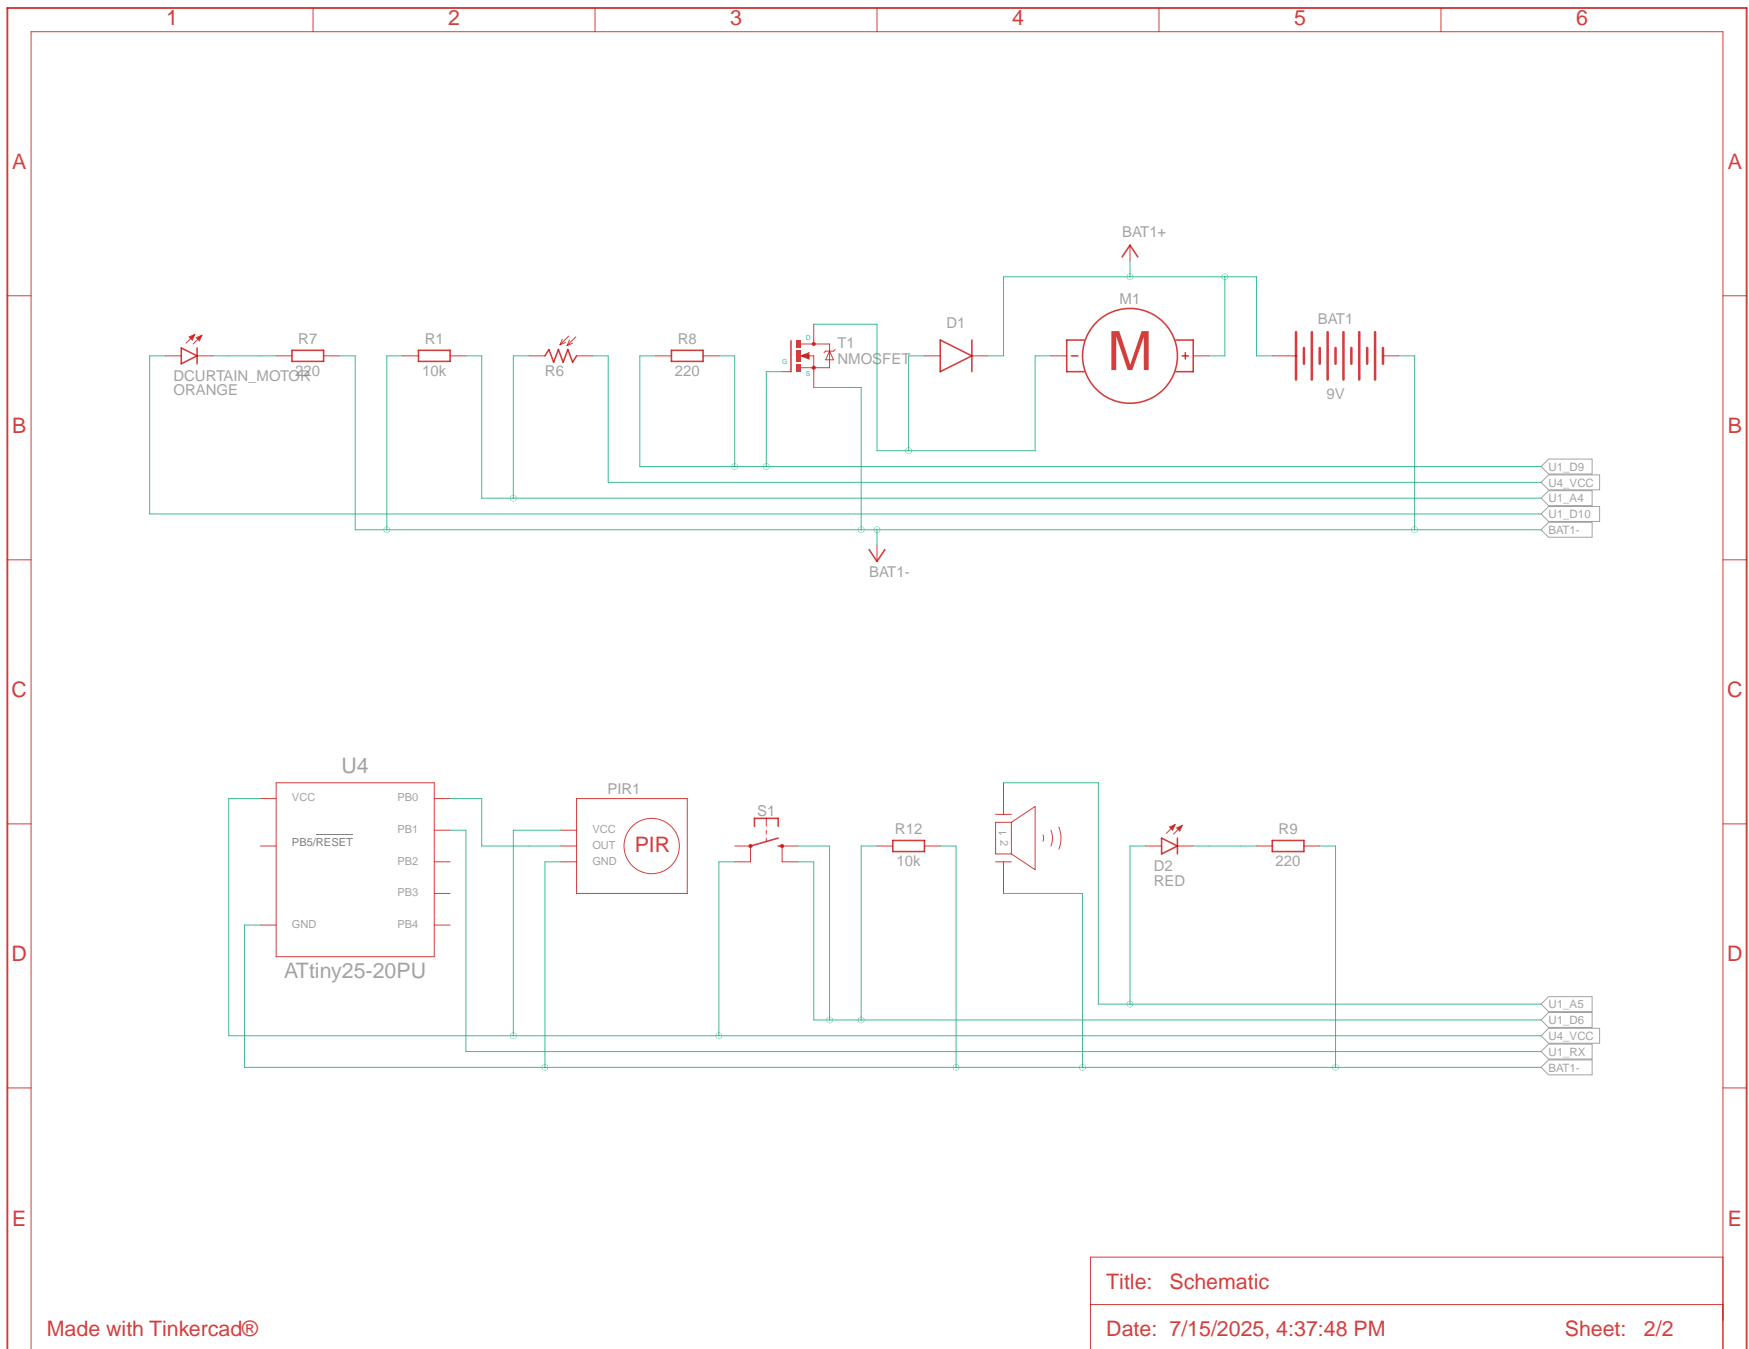 1 2 3 4 5 6
A A
BAT1+
M1
BAT1
D1
R7 R1 R8
T1
D
G
S
NMOSFET
M
- +
DCURTAIN_MOTOR
220
ORANGE
10k
R6
220
9V
B B
U1_D9
U4_VCC
U1_A4
U1_D10
BAT1-
BAT1-
C C
U4
PIR1
VCC PB0
S1
PB1
PB5/RESET
PB2
PB3
GND PB4
ATtiny25-20PU
VCC
OUT
GND
PIR
R12
10k
1
2
R9
220
D2
RED
D D
U1_A5
U1_D6
U4_VCC
U1_RX
BAT1-
E E
Title: Schematic
Made with Tinkercad®
Date: 7/15/2025, 4:37:48 PM Sheet: 2/2